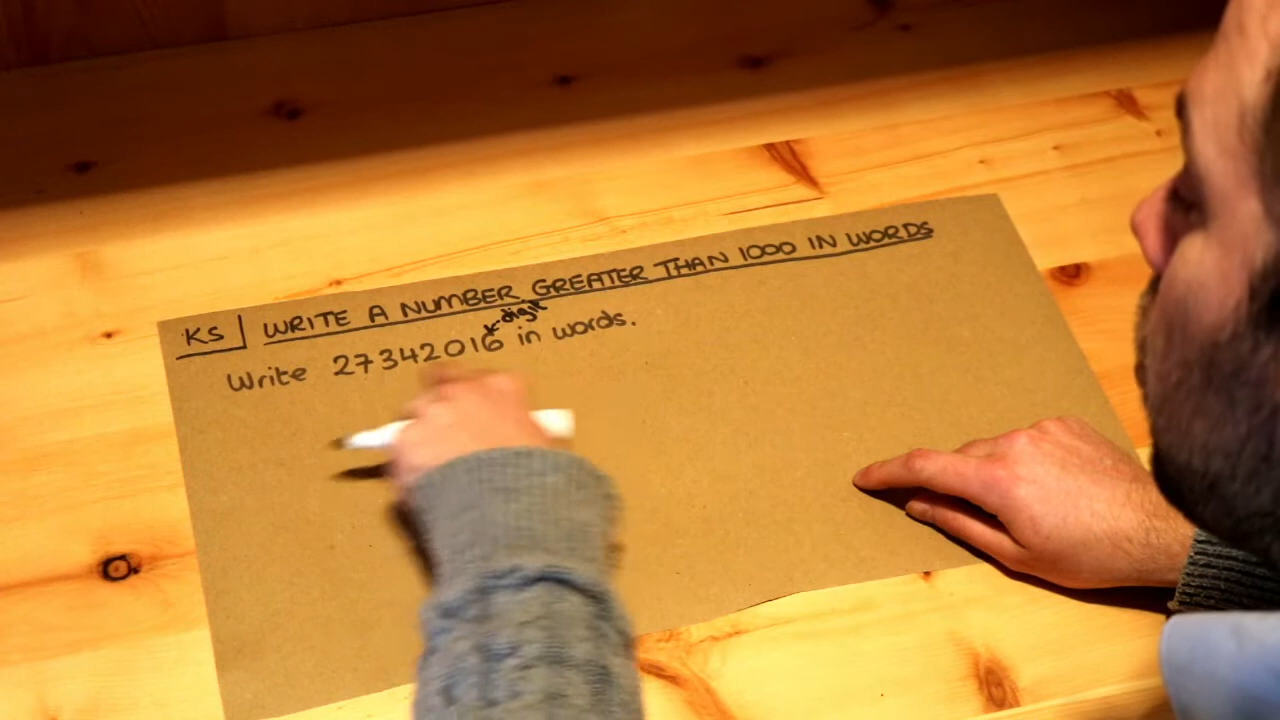 KS WRITE A NUMBER GREATER THAN 1000 IN WORDS
digit
Write 27342016 in words.